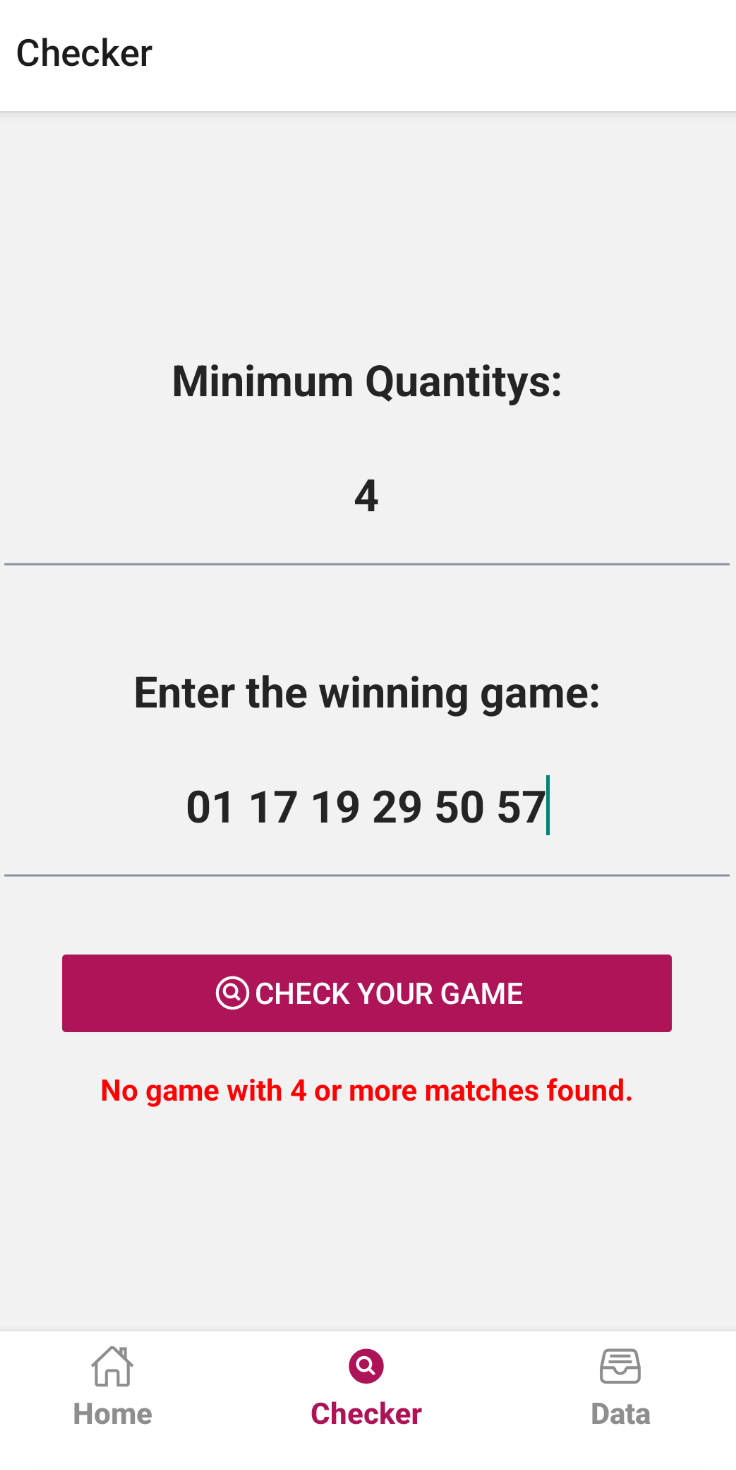 Checker
Minimum Quantitys:
4
Enter the winning game:
01 17 19 29 50 57
CHECK YOUR GAME
No game with 4 or more matches found.
Home
Checker
Data